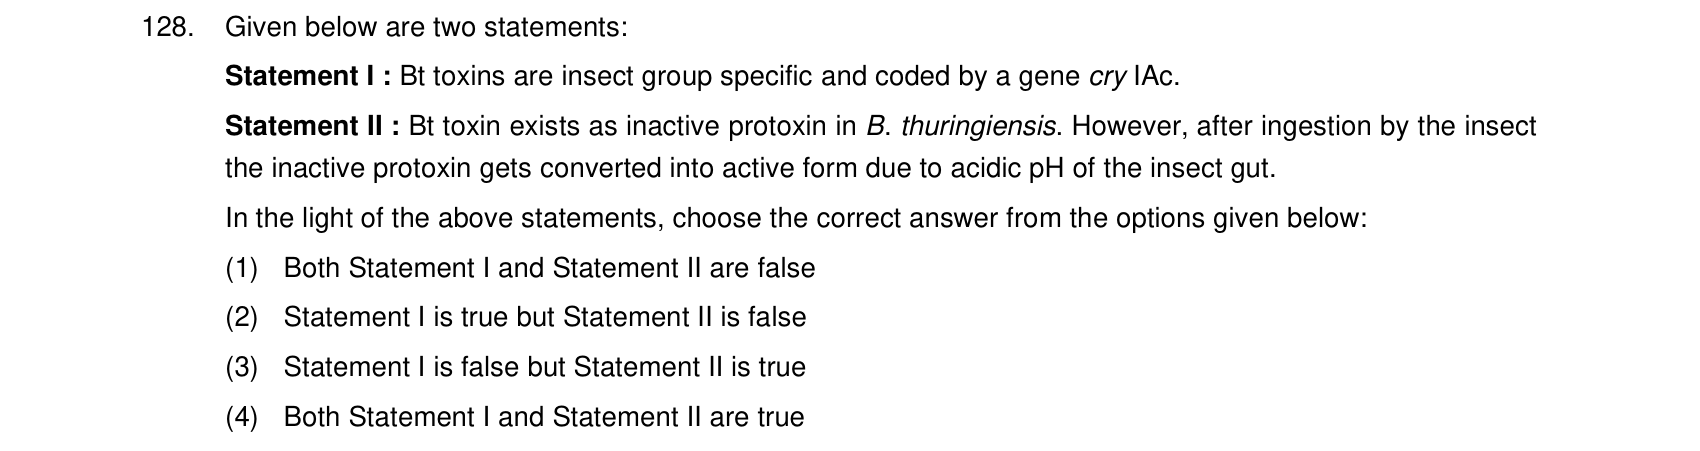 128. Given below are two statements:
Statement I : Bt toxins are insect group specific and coded by a gene cry IAc.
Statement II : Bt toxin exists as inactive protoxin in B. thuringiensis. However, after ingestion by the insect
the inactive protoxin gets converted into active form due to acidic pH of the insect gut.
In the light of the above statements, choose the correct answer from the options given below:
(1) Both Statement I and Statement II are false
(2) Statement I is true but Statement II is false
(3) Statement I is false but Statement II is true
(4) Both Statement I and Statement II are true